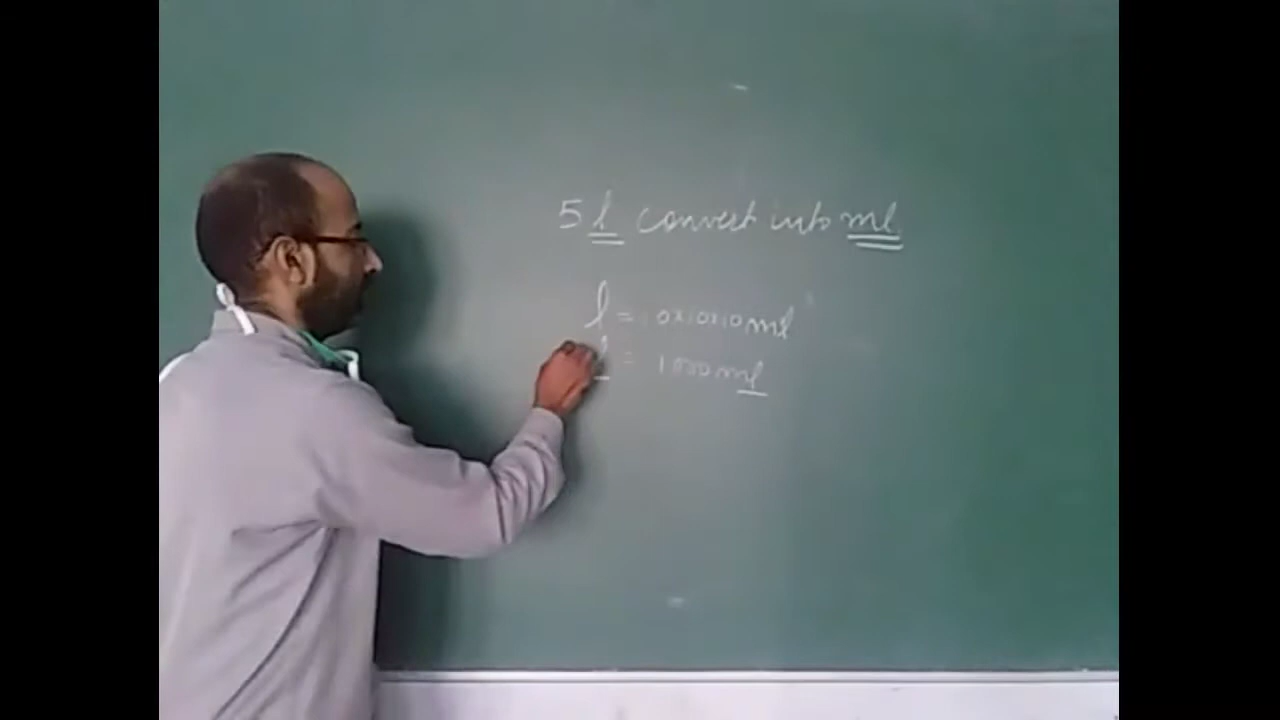 5 l convert into ml.
l = 10x10x10 ml
l = 1000 ml